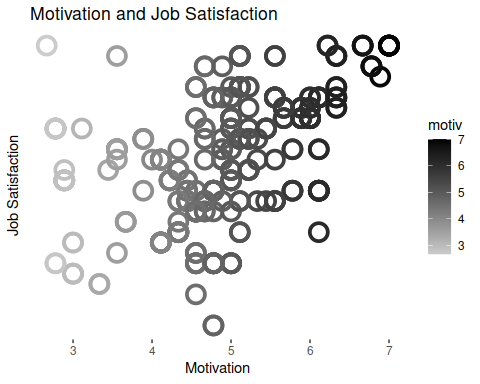 Motivation and Job Satisfaction
Job Satisfaction
motiv
7
6
5
4
3
3 4 5 6 7
Motivation